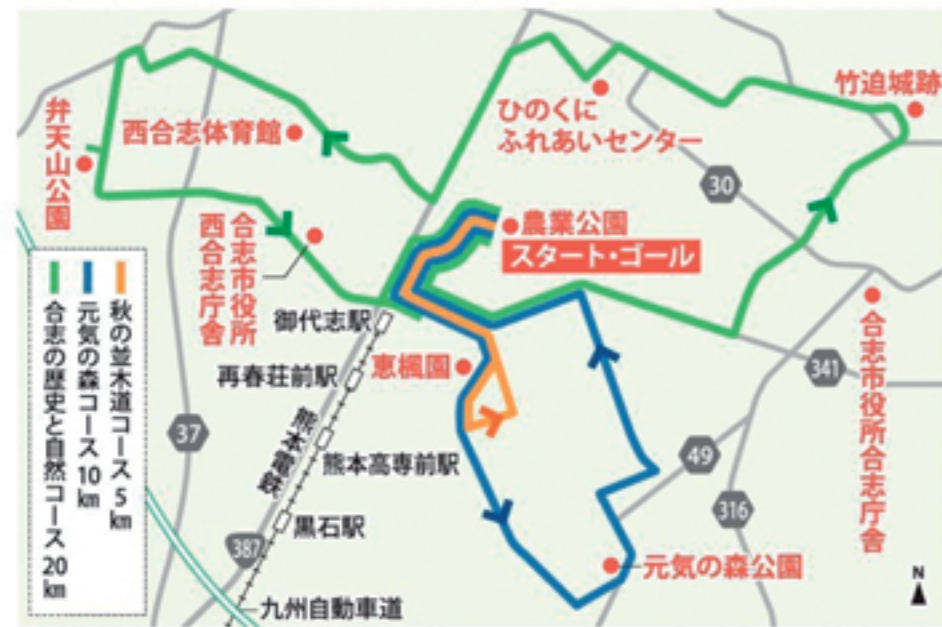 弁天山公園
西合志体育館
ひのくに
ふれあいセンター
竹迫城跡
30
農業公園
スタート・ゴール
合志市役所
西合志庁舎
御代志駅
恵楓園
再春荘前駅
熊本電鉄
熊本高専前駅
黒石駅
37
387
九州自動車道
341
49
316
合志市役所合志庁舎
元気の森公園
N
秋の並木道コース 5km
元気の森コース 10km
合志の歴史と自然コース 20km